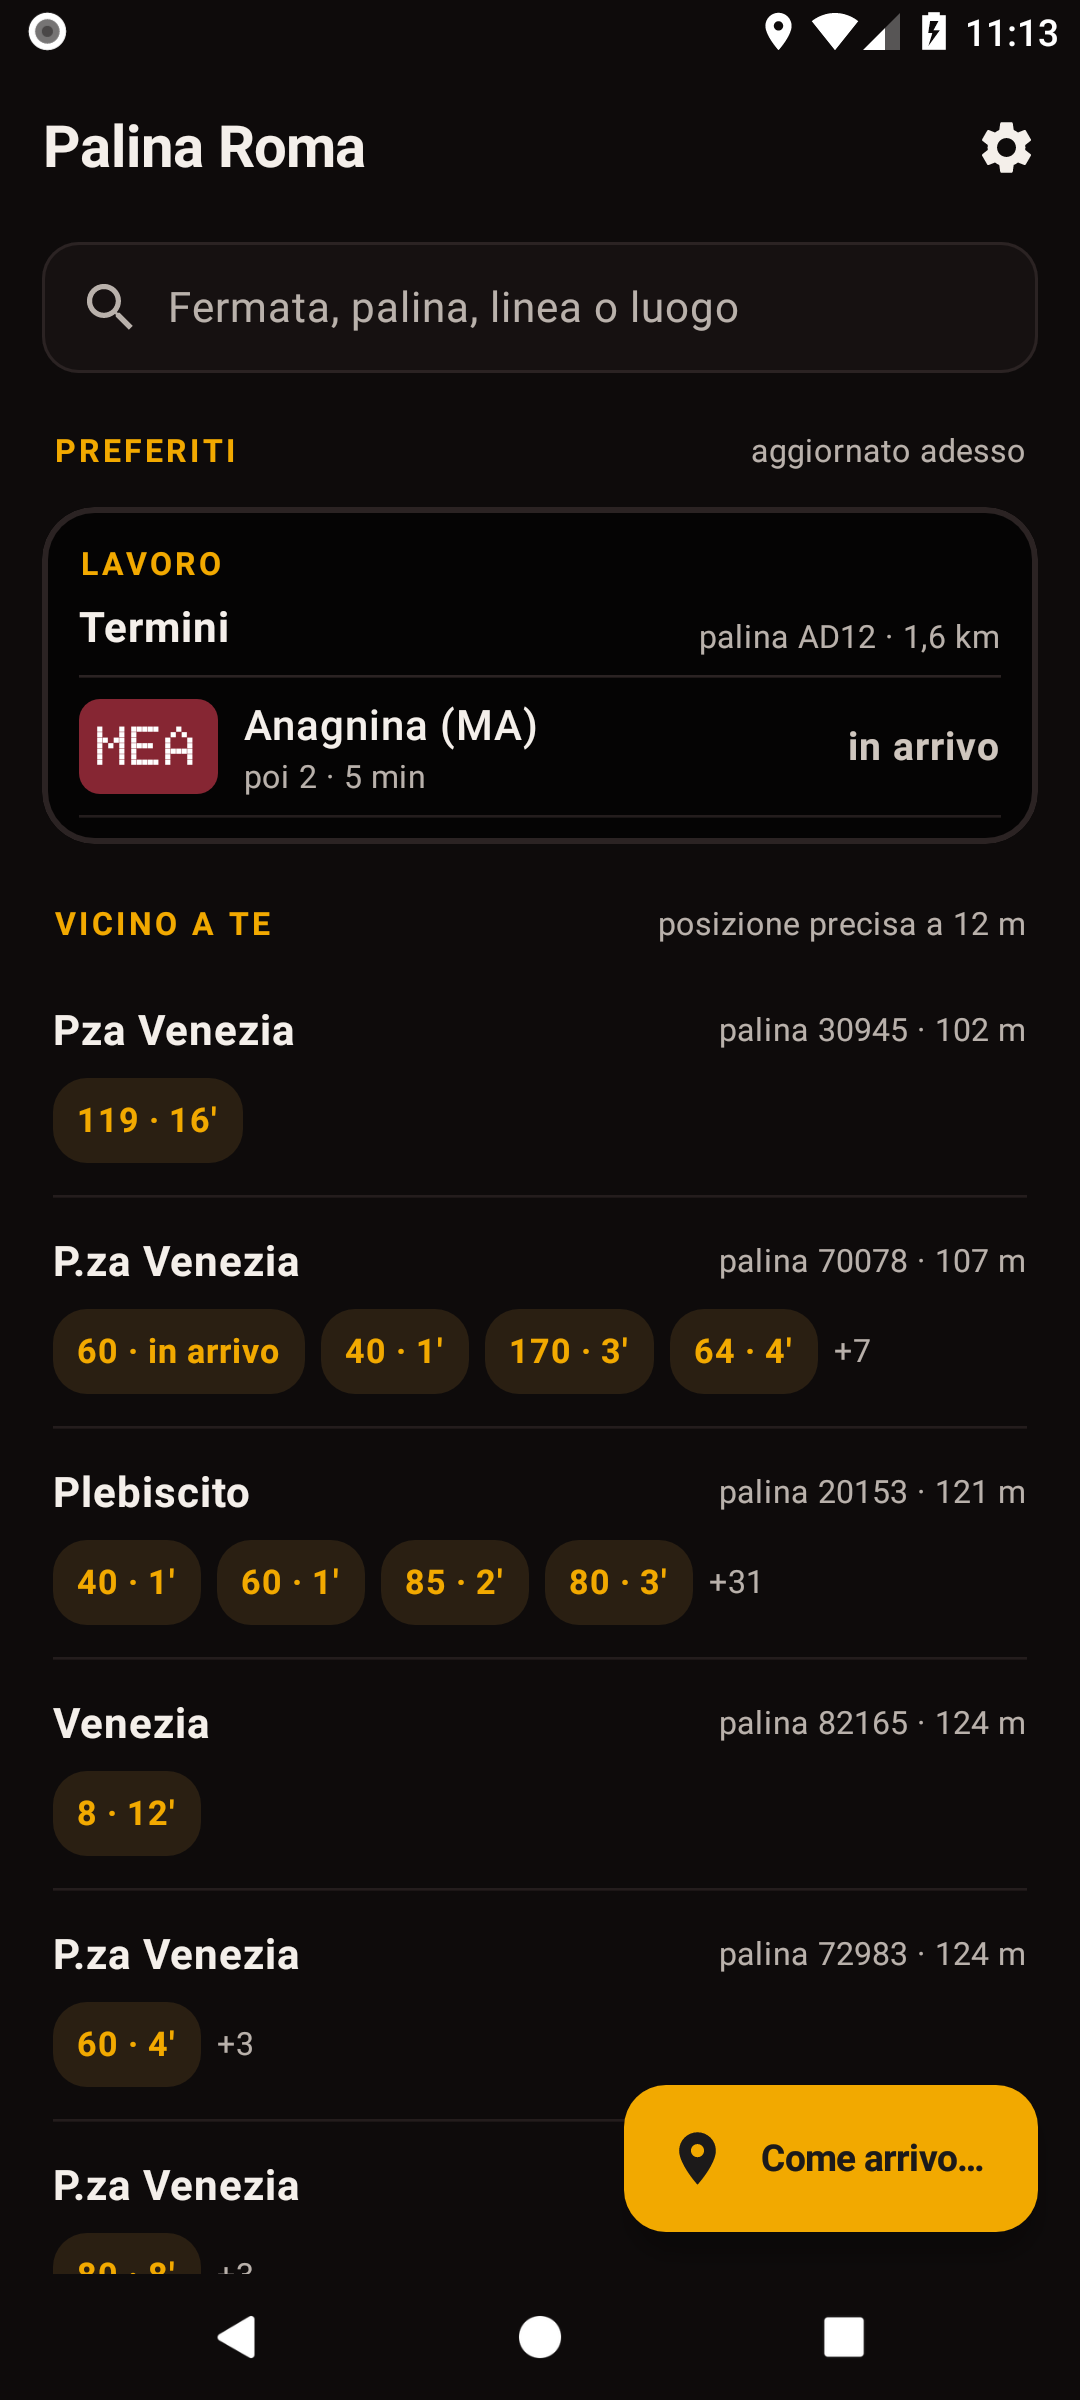 11:13
Palina Roma
Fermata, palina, linea o luogo
PREFERITI aggiornato adesso
LAVORO
Termini palina AD12 · 1,6 km
MEA Anagnina (MA) in arrivo
poi 2 · 5 min
VICINO A TE posizione precisa a 12 m
Pza Venezia palina 30945 · 102 m
119 · 16'
P.za Venezia palina 70078 · 107 m
60 · in arrivo 40 · 1' 170 · 3' 64 · 4' +7
Plebiscito palina 20153 · 121 m
40 · 1' 60 · 1' 85 · 2' 80 · 3' +31
Venezia palina 82165 · 124 m
8 · 12'
P.za Venezia palina 72983 · 124 m
60 · 4' +3
Come arrivo…
P.za Venezia
80 · 8' +3